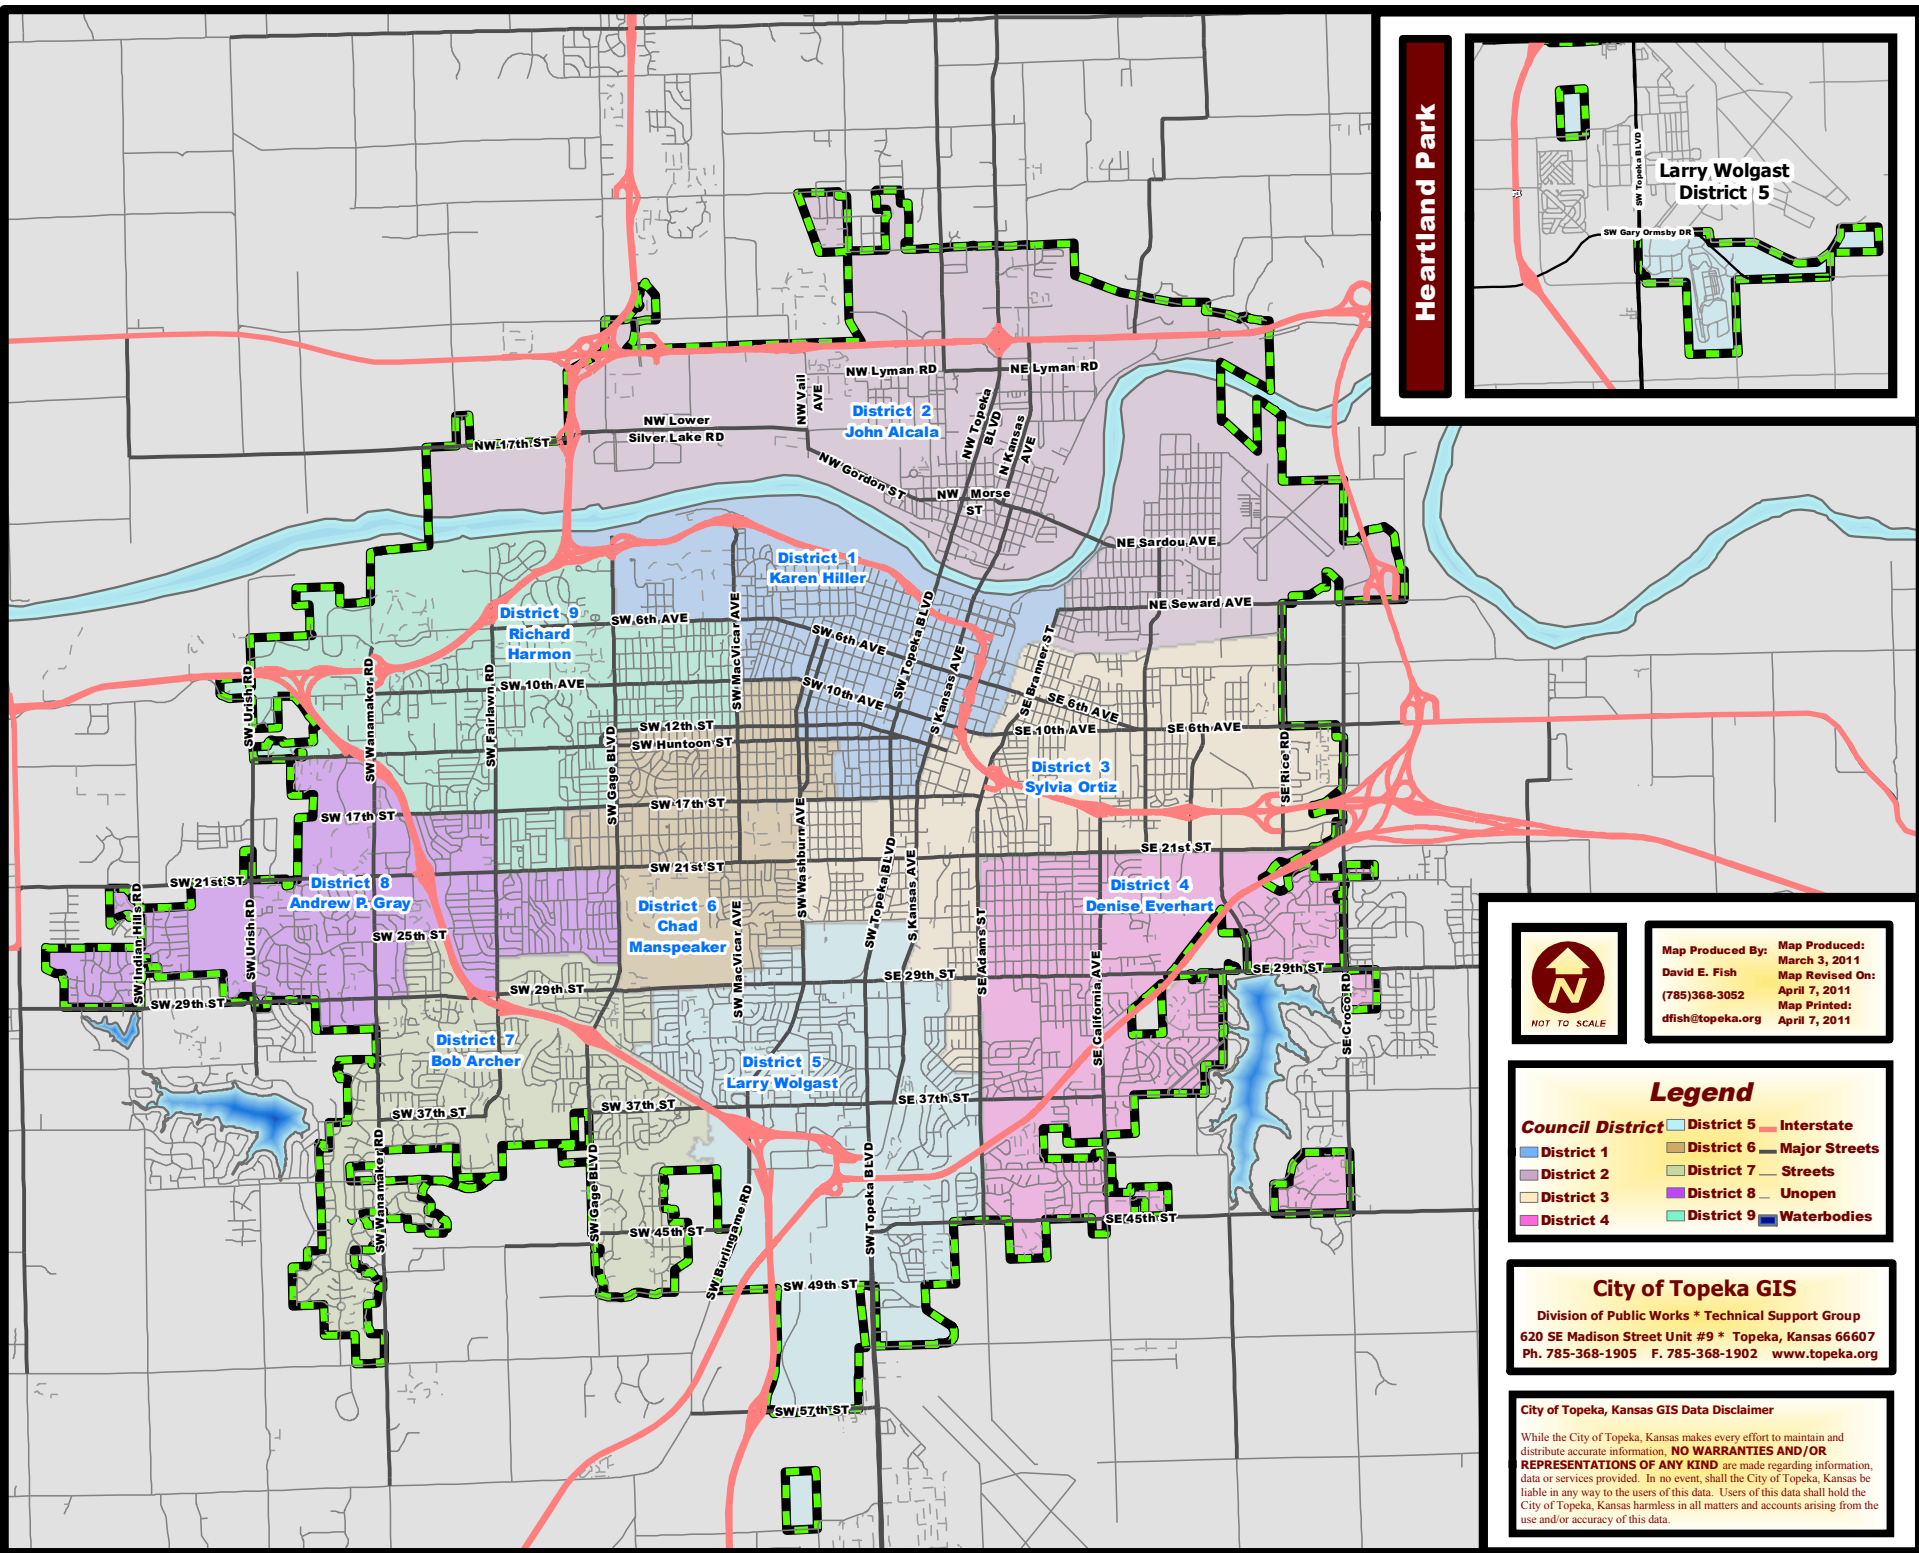 Heartland Park
SW Topeka BLVD
Larry Wolgast
District 5
SW Gary Ormsby DR
NW Lyman RD
NE Lyman RD
NW Vail
AVE
District 2
John Alcala
NW Topeka
BLVD
N Kansas
AVE
NW Lower
Silver Lake RD
NW 17th ST
NW Gordon ST
NW Morse
ST
NE Sardou AVE
District 1
Karen Hiller
NE Seward AVE
District 9
Richard
Harmon
SW 6th AVE
SW MacVicar AVE
SW 6th AVE
SW Topeka BLVD
SE Branner ST
SW Urish RD
SW Wanamaker RD
SW Fairlawn RD
SW 10th AVE
SW 10th AVE
S Kansas AVE
SE 6th AVE
SW 12th ST
SW Huntoon ST
SW Gage BLVD
SE 10th AVE
SE 6th AVE
SE Rice RD
District 3
Sylvia Ortiz
SW 17th ST
SW 17th ST
SW Washburn AVE
SE 21st ST
SW 21st ST
SW 21st ST
District 8
Andrew P. Gray
SW Indian Hills RD
SW Urish RD
SW 25th ST
District 6
Chad
Manspeaker
SW MacVicar AVE
SW Topeka BLVD
S Kansas AVE
SE Adams ST
District 4
Denise Everhart
SE California AVE
SE 29th ST
SE 29th ST
SW 29th ST
SW 29th ST
SE Croco RD
District 7
Bob Archer
District 5
Larry Wolgast
SW 37th ST
SW 37th ST
SE 37th ST
SW Wanamaker RD
SW Gage BLVD
SW Burlingame RD
SW Topeka BLVD
SW 45th ST
SE 45th ST
SW 49th ST
SW 57th ST
N
NOT TO SCALE
Map Produced By:
David E. Fish
(785)368-3052
dfish@topeka.org
Map Produced:
March 3, 2011
Map Revised On:
April 7, 2011
Map Printed:
April 7, 2011
Legend
Council District
District 1
District 2
District 3
District 4
District 5
District 6
District 7
District 8
District 9
Interstate
Major Streets
Streets
Unopen
Waterbodies
City of Topeka GIS
Division of Public Works * Technical Support Group
620 SE Madison Street Unit #9 * Topeka, Kansas 66607
Ph. 785-368-1905 F. 785-368-1902 www.topeka.org
City of Topeka, Kansas GIS Data Disclaimer
While the City of Topeka, Kansas makes every effort to maintain and
distribute accurate information, NO WARRANTIES AND/OR
REPRESENTATIONS OF ANY KIND are made regarding information,
data or services provided. In no event, shall the City of Topeka, Kansas be
liable in any way to the users of this data. Users of this data shall hold the
City of Topeka, Kansas harmless in all matters and accounts arising from the
use and/or accuracy of this data.